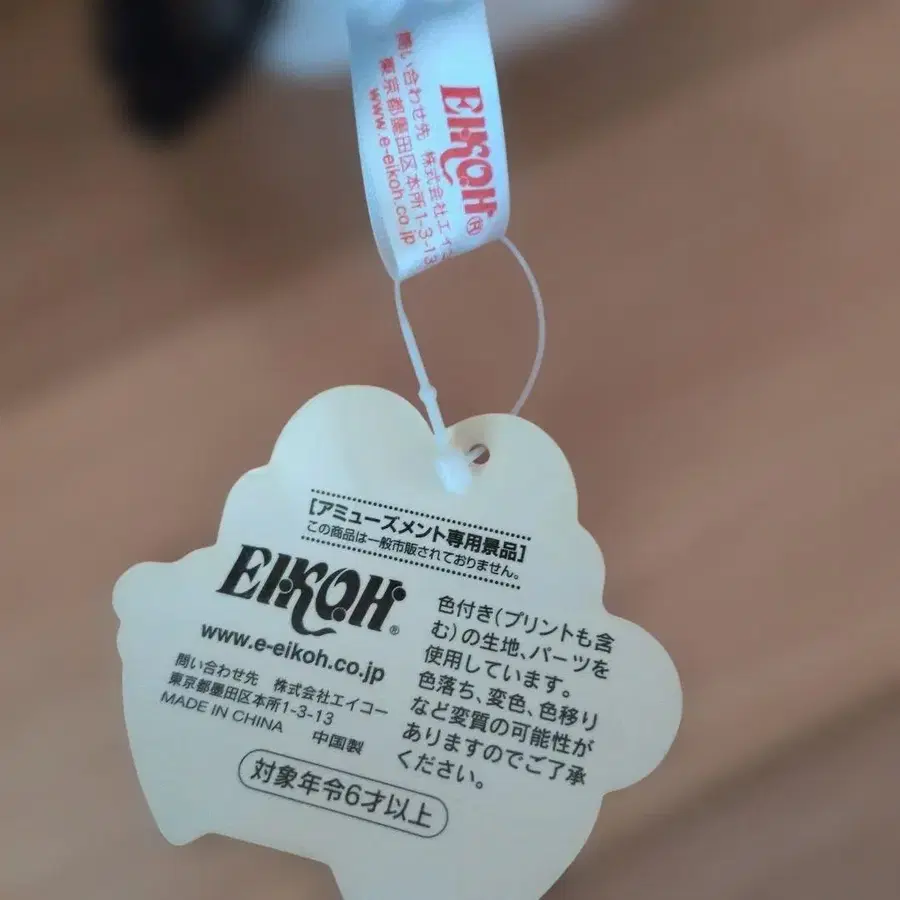 EIKOH®
問い合わせ先 株式会社エイコ
東京都墨田区本所1-3-13
www.e-eikoh.co.jp
[アミューズメント専用景品]
この商品は一般市販されておりません。
EIKOH®
www.e-eikoh.co.jp
問い合わせ先 株式会社エイコー
東京都墨田区本所1-3-13
MADE IN CHINA 中国製
色付き(プリントも含
む)の生地、パーツを
使用しています。
色落ち、変色、色移り
など変質の可能性が
ありますのでご了承
ください。
対象年令6才以上